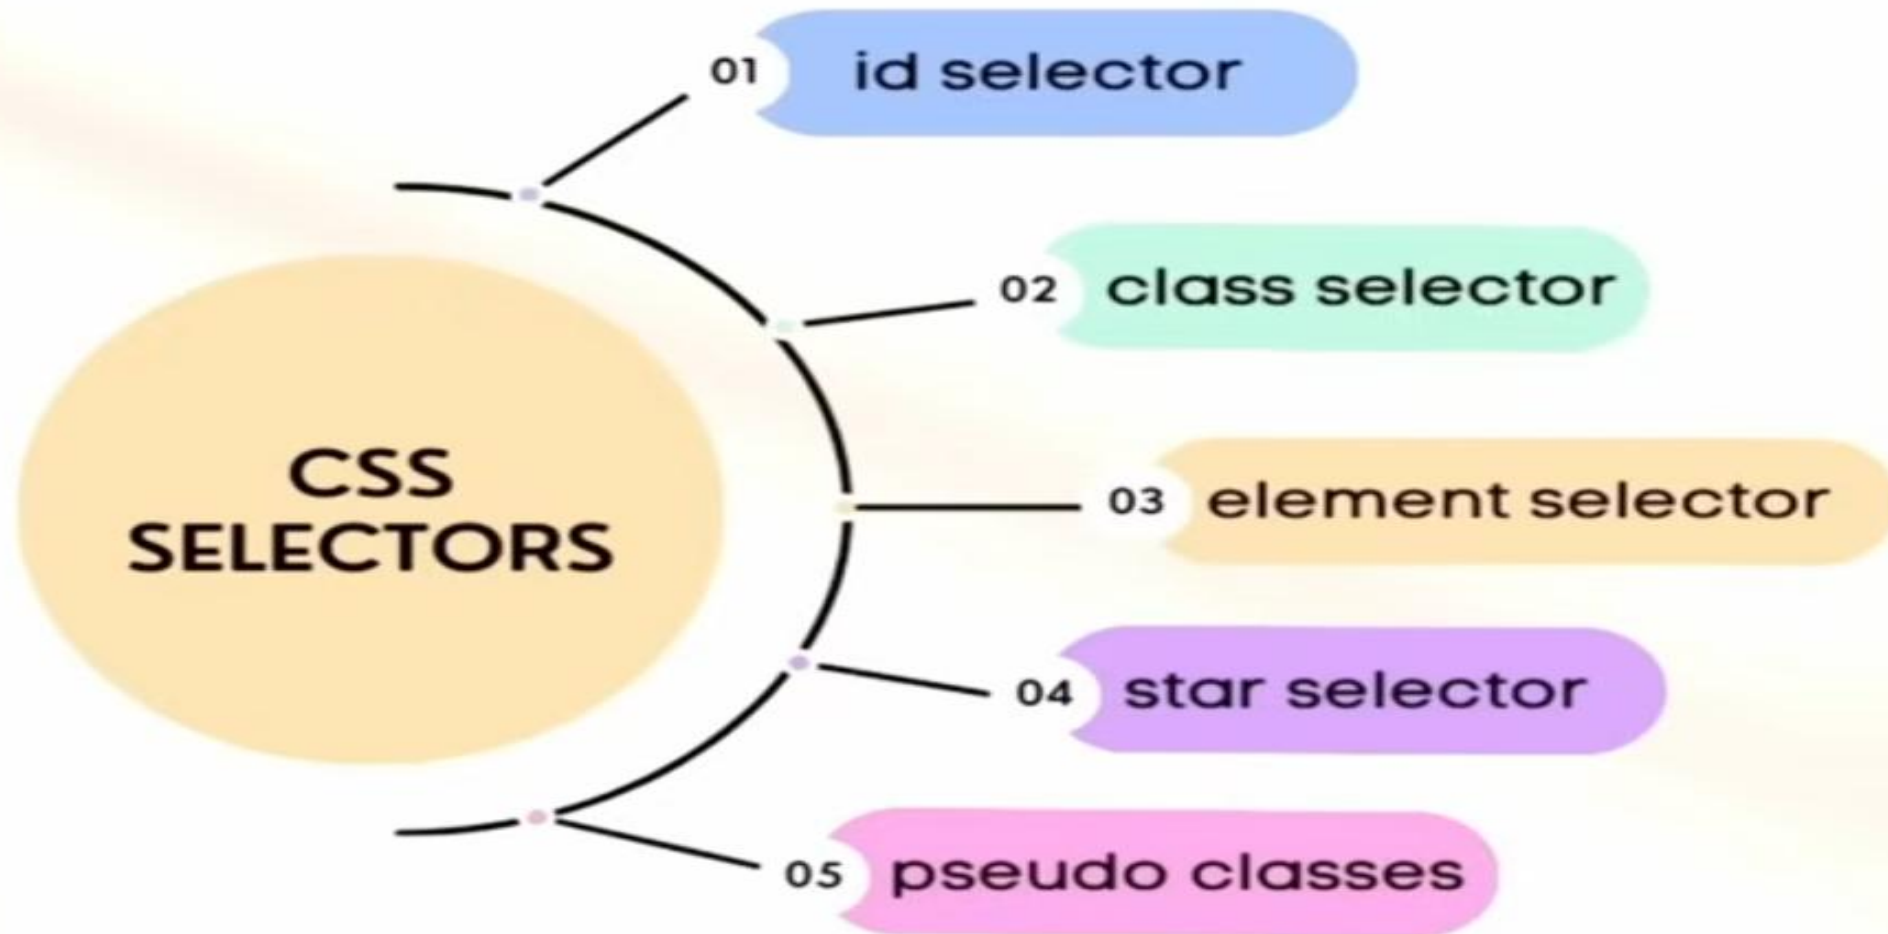 01 id selector
02 class selector
CSS
SELECTORS
03 element selector
04 star selector
05 pseudo classes